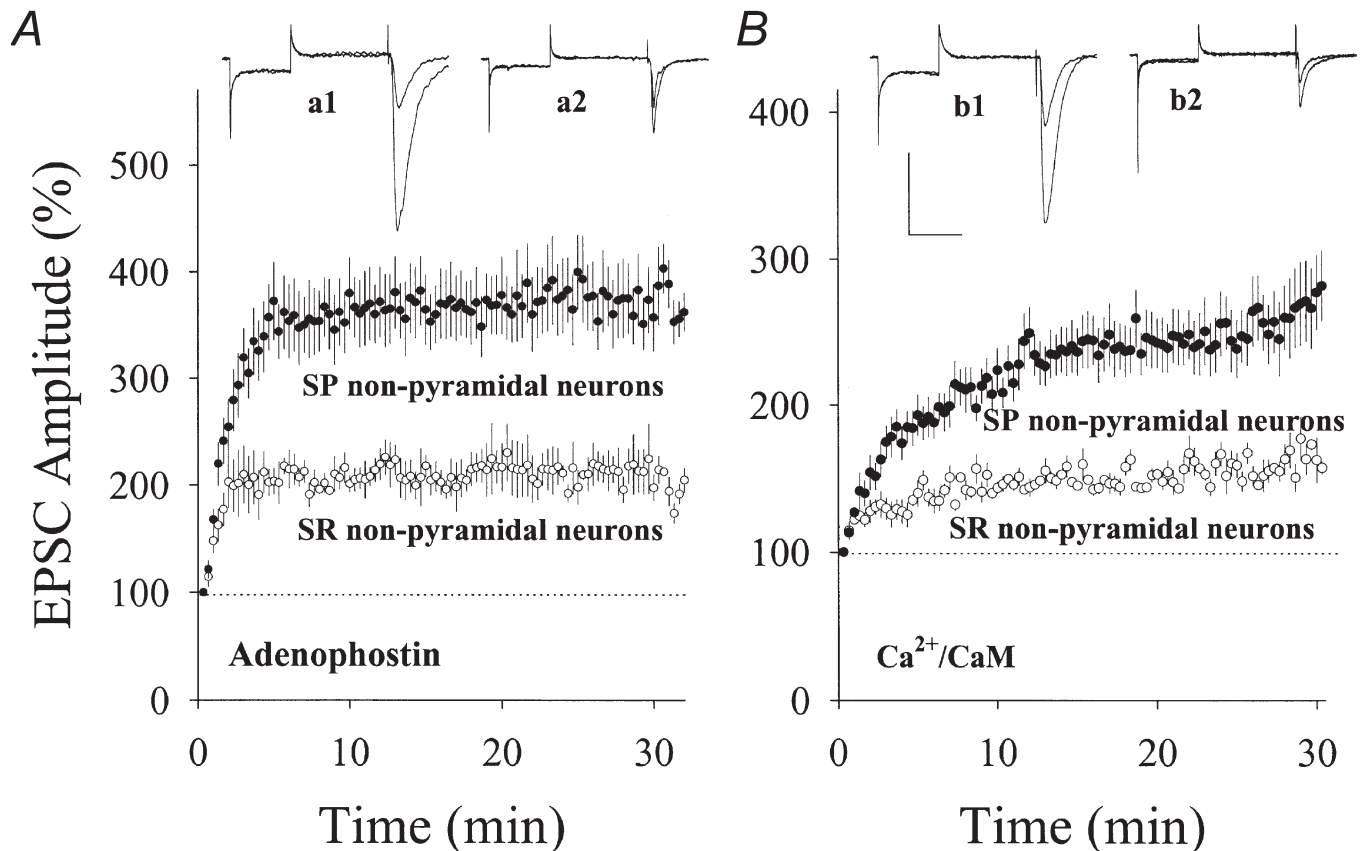 A
B
a1
a2
b1
b2
EPSC Amplitude (%)
500
400
300
200
100
0
SP non-pyramidal neurons
SR non-pyramidal neurons
Adenophostin
0
10
20
30
Time (min)
400
300
200
100
0
SP non-pyramidal neurons
SR non-pyramidal neurons
Ca²⁺/CaM
0
10
20
30
Time (min)